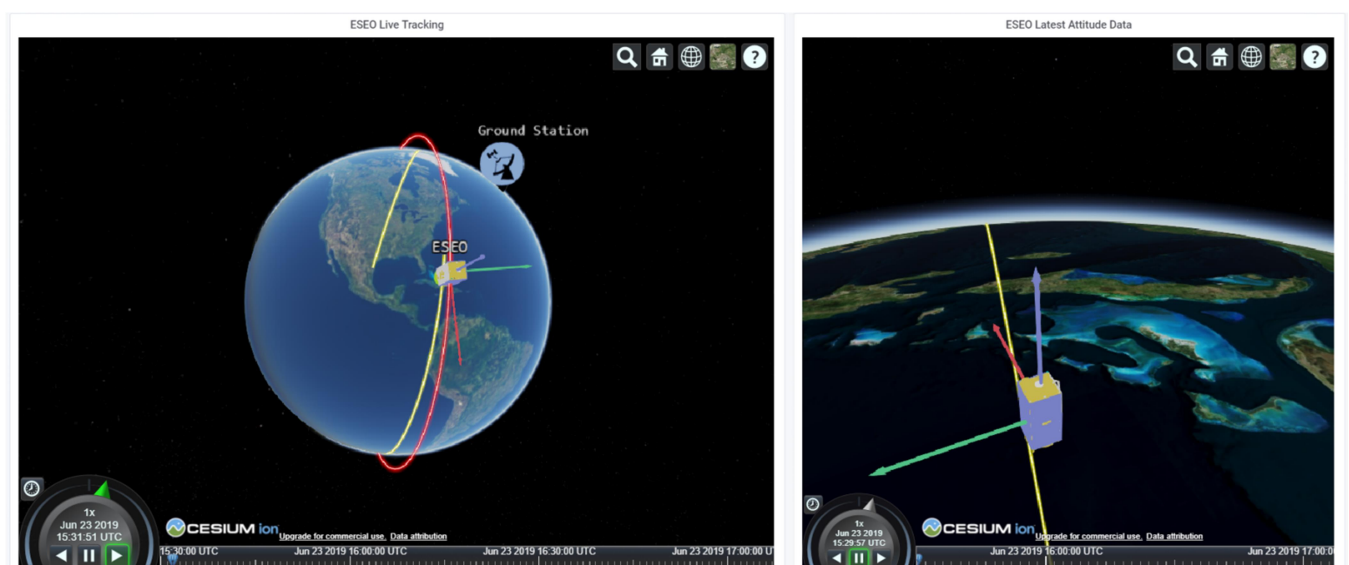 ESEO Live Tracking
?
Ground Station
ESEO
1x
Jun 23 2019
15:31:51 UTC
CESIUM ion
Upgrade for commercial use. Data attribution
15:30:00 UTC
Jun 23 2019 16:00:00 UTC
Jun 23 2019 16:30:00 UTC
Jun 23 2019 17:00:00 U
ESEO Latest Attitude Data
?
1x
Jun 23 2019
15:29:57 UTC
CESIUM ion
Upgrade for commercial use. Data attribution
Jun 23 2019 16:00:00 UTC
Jun 23 2019 17:00:0